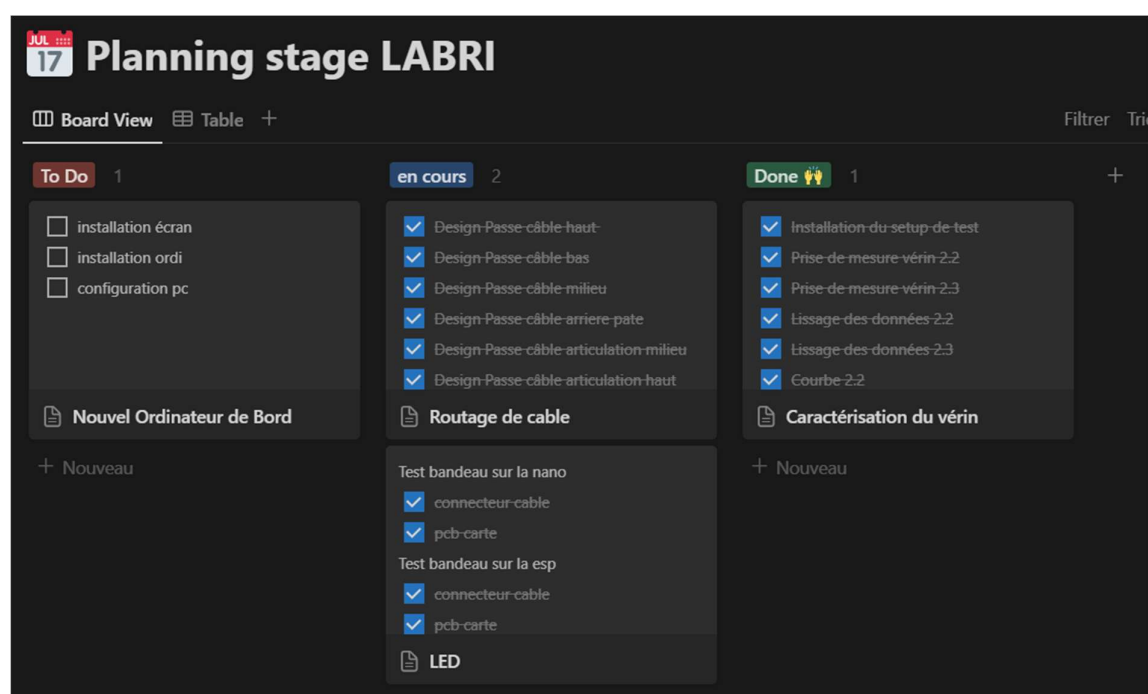 JUL
17
Planning stage LABRI
Board View
Table
Filtrer
To Do 1
installation écran
installation ordi
configuration pc
Nouvel Ordinateur de Bord
+ Nouveau
en cours 2
Design Passe câble haut
Design Passe câble bas
Design Passe câble milieu
Design Passe câble arriere pate
Design Passe câble articulation milieu
Design Passe câble articulation haut
Routage de cable
Test bandeau sur la nano
connecteur cable
pcb carte
Test bandeau sur la esp
connecteur cable
pcb carte
LED
Done 🙌 1
Installation du setup de test
Prise de mesure vérin 2.2
Prise de mesure vérin 2.3
Lissage des données 2.2
Lissage des données 2.3
Courbe 2.2
Caractérisation du vérin
+ Nouveau